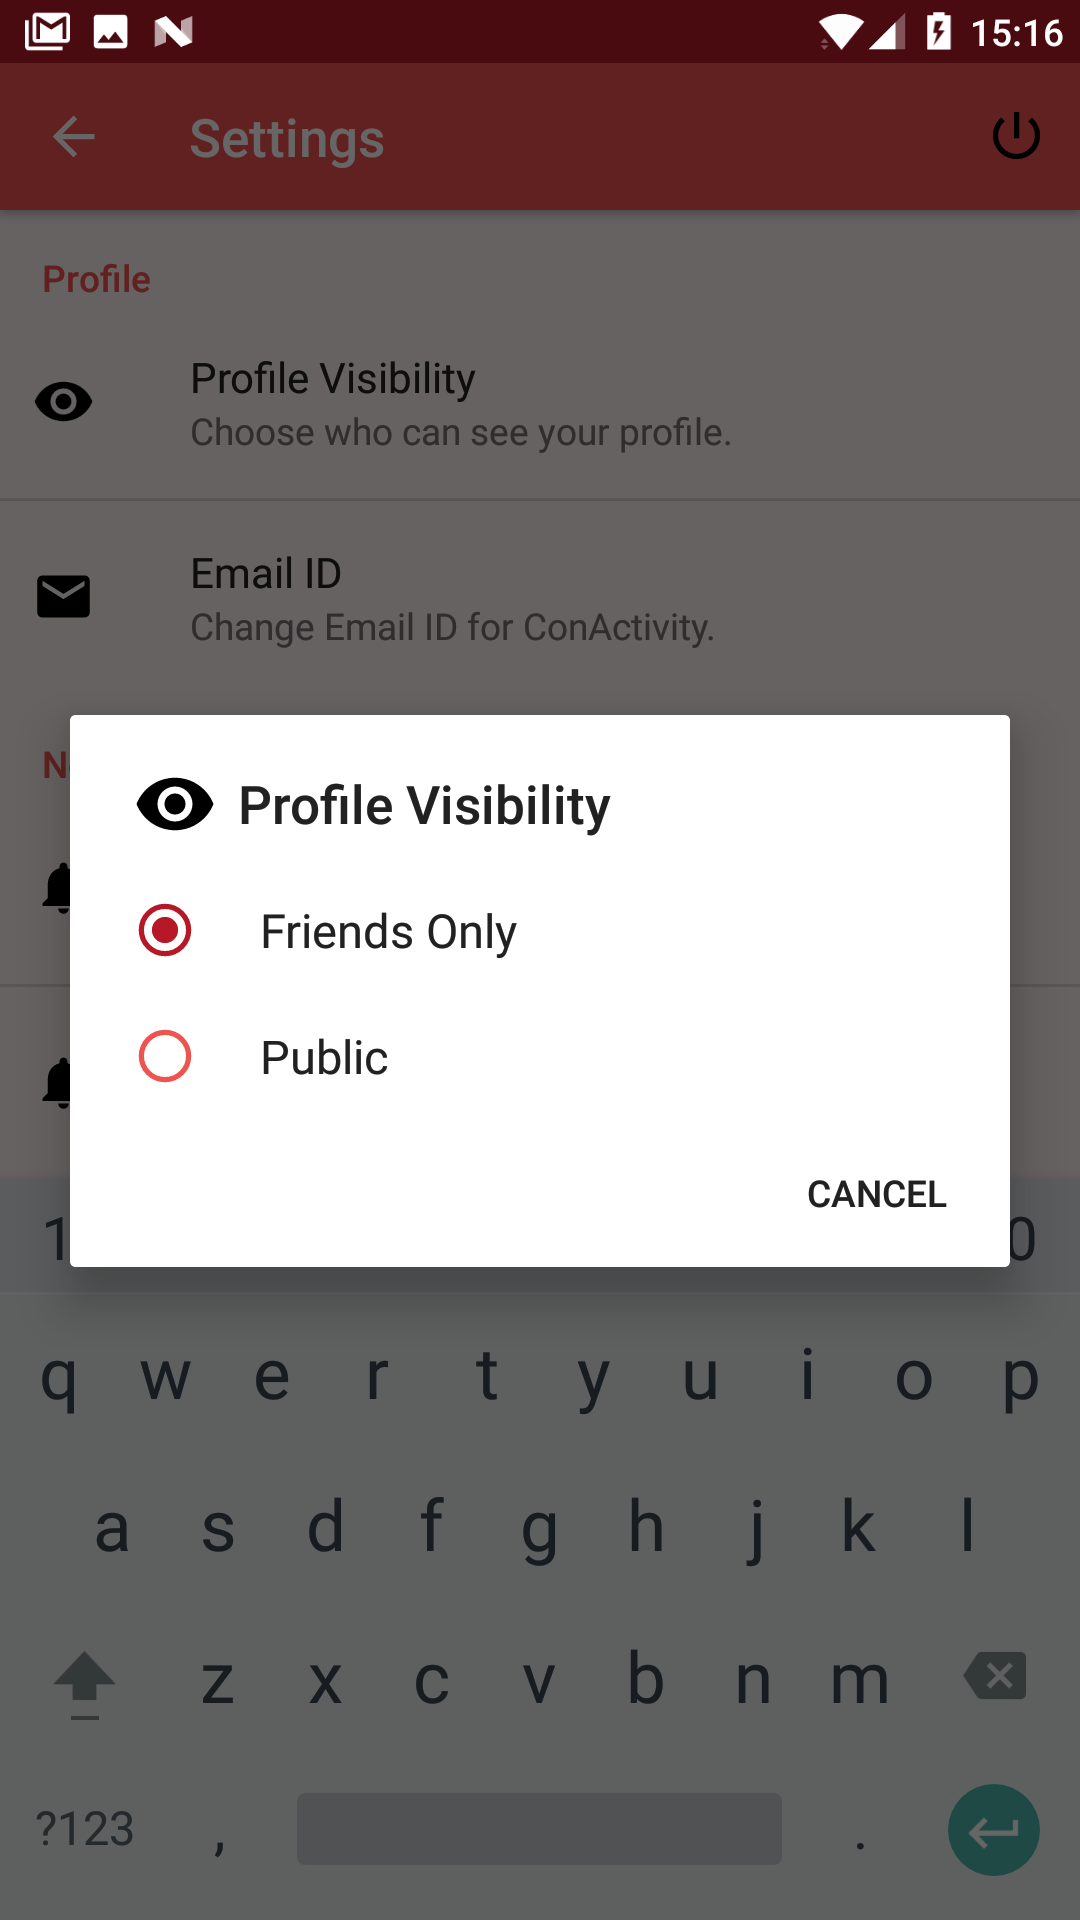 15:16
Settings
Profile
Profile Visibility
Choose who can see your profile.
Email ID
Change Email ID for ConActivity.
N
Profile Visibility
Friends Only
Public
CANCEL
1 0
q w e r t y u i o p
a s d f g h j k l
z x c v b n m
?123 , .